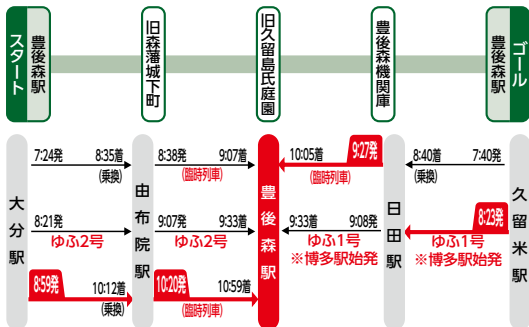 スタート
豊後森駅
旧森藩城下町
旧久留島氏庭園
豊後森機関庫
豊後森駅
ゴール
大分駅
7:24発 8:35着
(乗換)
8:21発
ゆふ2号
8:59発 10:12着
(乗換)
由布院駅
8:38発 9:07着
(臨時列車)
9:07発 9:33着
ゆふ2号
10:20発 10:59着
(臨時列車)
豊後森駅
10:05着 9:27発
(臨時列車)
9:33着 9:08発
ゆふ1号
※博多駅始発
日田駅
8:40着 7:40発
(乗換)
8:23発
ゆふ1号
※博多駅始発
久留米駅